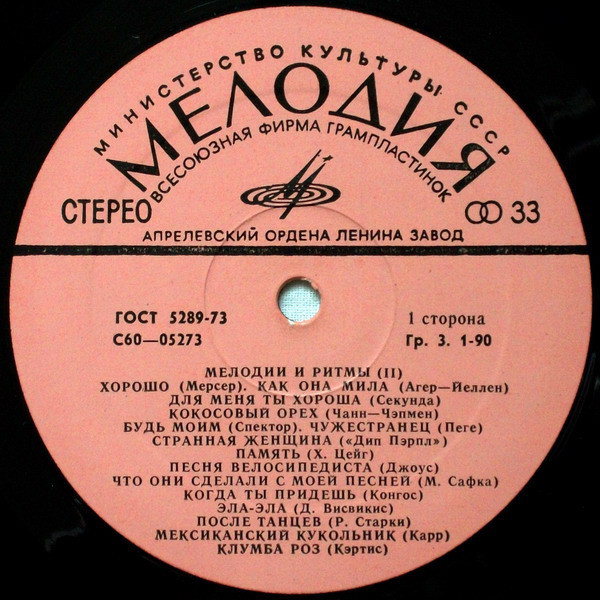 МИНИСТЕРСТВО КУЛЬТУРЫ СССР
МЕЛОДИЯ
ВСЕСОЮЗНАЯ ФИРМА ГРАМПЛАСТИНОК
СТЕРЕО
33
АПРЕЛЕВСКИЙ ОРДЕНА ЛЕНИНА ЗАВОД
ГОСТ 5289-73
1 сторона
С60—05273
Гр. 3. 1-90
МЕЛОДИИ И РИТМЫ (II)
ХОРОШО (Мерсер). КАК ОНА МИЛА (Агер—Йеллен)
ДЛЯ МЕНЯ ТЫ ХОРОША (Секунда)
КОКОСОВЫЙ ОРЕХ (Чанн—Чэпмен)
БУДЬ МОИМ (Спектор). ЧУЖЕСТРАНЕЦ (Пеге)
СТРАННАЯ ЖЕНЩИНА («Дип Пэрпл»)
ПАМЯТЬ (Х. Цейг)
ПЕСНЯ ВЕЛОСИПЕДИСТА (Джоус)
ЧТО ОНИ СДЕЛАЛИ С МОЕЙ ПЕСНЕЙ (М. Сафка)
КОГДА ТЫ ПРИДЕШЬ (Конгос)
ЭЛА-ЭЛА (Д. Висвикис)
ПОСЛЕ ТАНЦЕВ (Р. Старки)
МЕКСИКАНСКИЙ КУКОЛЬНИК (Карр)
КЛУМБА РОЗ (Кэртис)